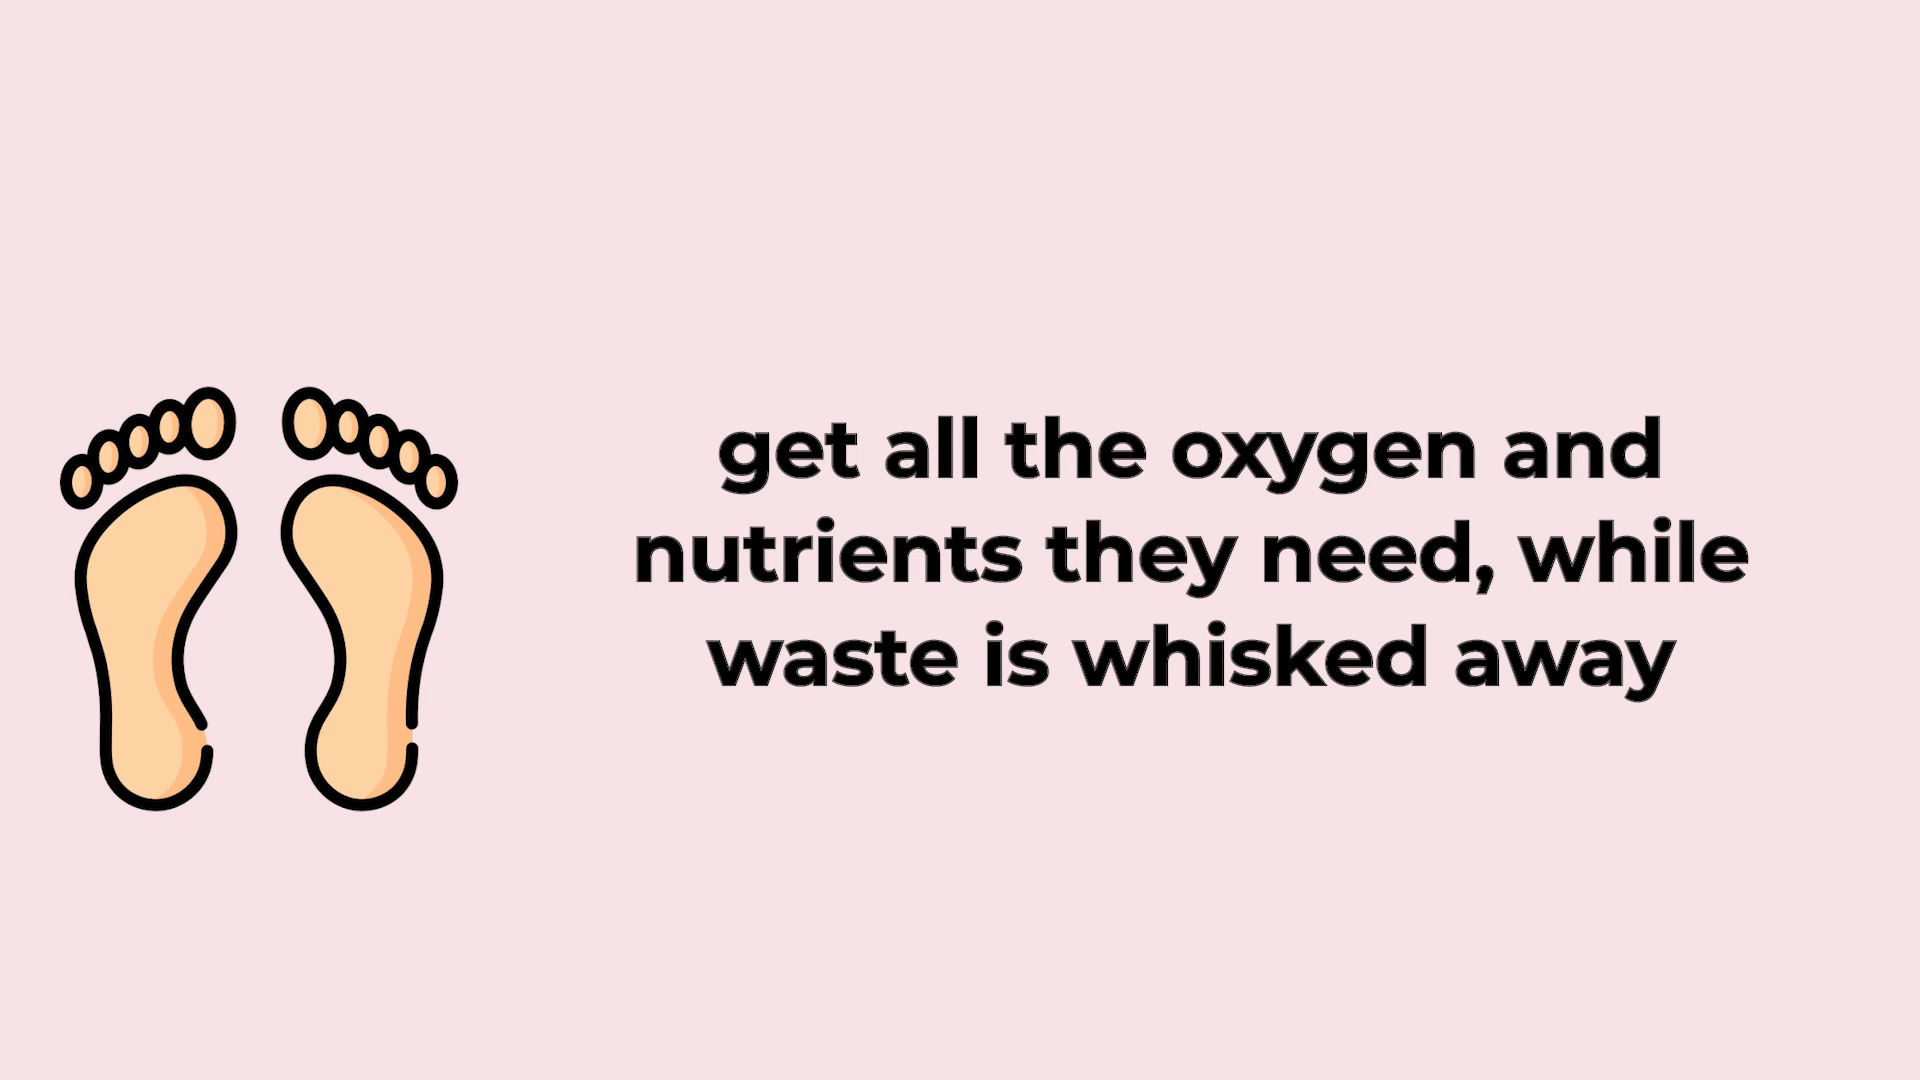 get all the oxygen and
nutrients they need, while
waste is whisked away